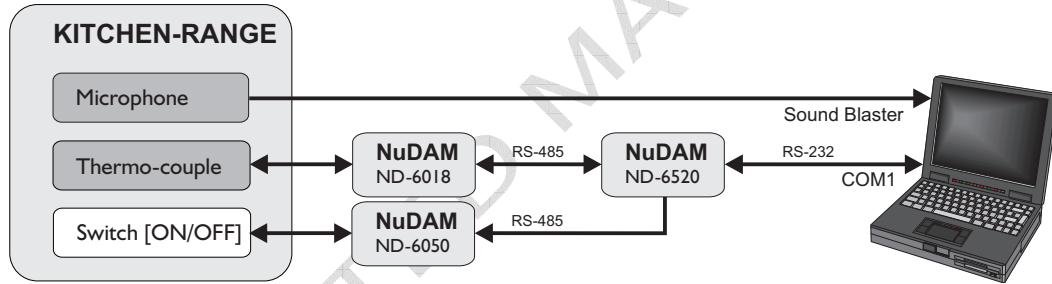 KITCHEN-RANGE
Microphone
Sound Blaster
Thermo-couple
NuDAM
ND-6018
RS-485
NuDAM
ND-6520
RS-232
COM1
Switch [ON/OFF]
NuDAM
ND-6050
RS-485